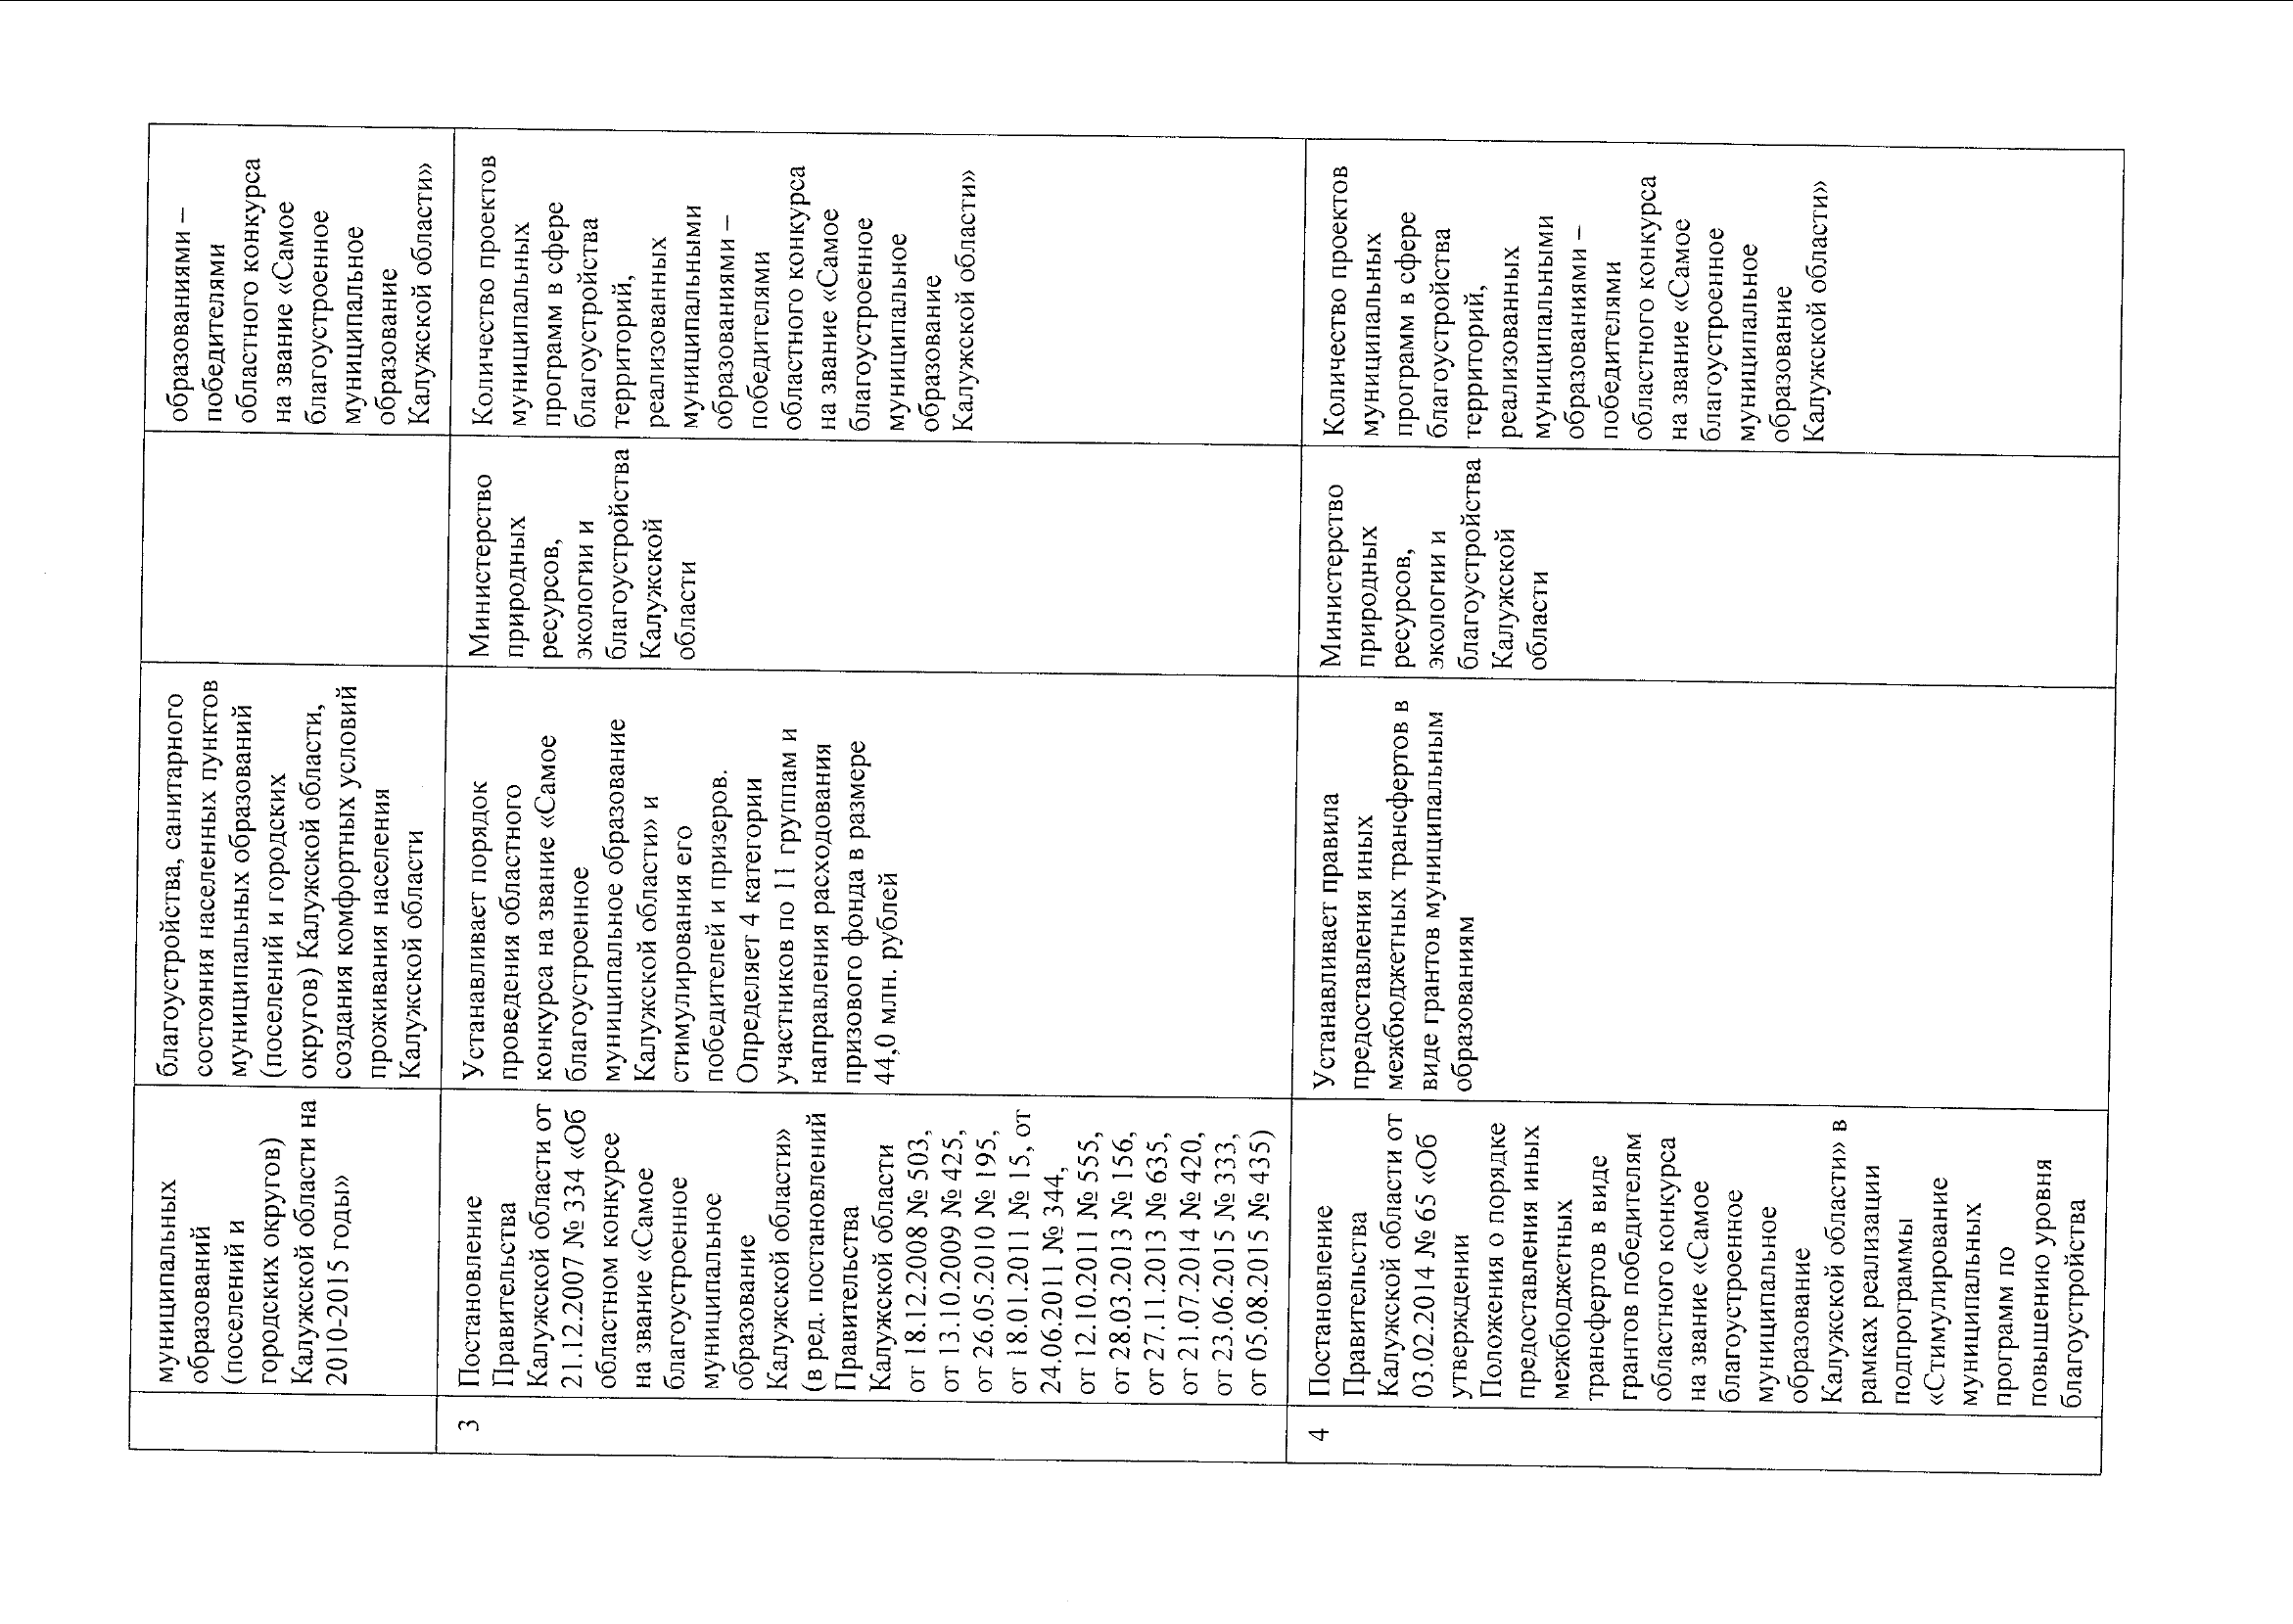 муниципальных
образований
(поселений и
городских округов)
Калужской области на
2010-2015 годы»
благоустройства, санитарного
состояния населенных пунктов
муниципальных образований
(поселений и городских
округов) Калужской области,
создания комфортных условий
проживания населения
Калужской области
образованиями –
победителями
областного конкурса
на звание «Самое
благоустроенное
муниципальное
образование
Калужской области»
3
Постановление
Правительства
Калужской области от
21.12.2007 № 334 «Об
областном конкурсе
на звание «Самое
благоустроенное
муниципальное
образование
Калужской области»
(в ред. постановлений
Правительства
Калужской области
от 18.12.2008 № 503,
от 13.10.2009 № 425,
от 26.05.2010 № 195,
от 18.01.2011 № 15, от
24.06.2011 № 344,
от 12.10.2011 № 555,
от 28.03.2013 № 156,
от 27.11.2013 № 635,
от 21.07.2014 № 420,
от 23.06.2015 № 333,
от 05.08.2015 № 435)
Устанавливает порядок
проведения областного
конкурса на звание «Самое
благоустроенное
муниципальное образование
Калужской области» и
стимулирования его
победителей и призеров.
Определяет 4 категории
участников по 11 группам и
направления расходования
призового фонда в размере
44,0 млн. рублей
Министерство
природных
ресурсов,
экологии и
благоустройства
Калужской
области
Количество проектов
муниципальных
программ в сфере
благоустройства
территорий,
реализованных
муниципальными
образованиями –
победителями
областного конкурса
на звание «Самое
благоустроенное
муниципальное
образование
Калужской области»
4
Постановление
Правительства
Калужской области от
03.02.2014 № 65 «Об
утверждении
Положения о порядке
предоставления иных
межбюджетных
трансфертов в виде
грантов победителям
областного конкурса
на звание «Самое
благоустроенное
муниципальное
образование
Калужской области» в
рамках реализации
подпрограммы
«Стимулирование
муниципальных
программ по
повышению уровня
благоустройства
Устанавливает правила
предоставления иных
межбюджетных трансфертов в
виде грантов муниципальным
образованиям
Министерство
природных
ресурсов,
экологии и
благоустройства
Калужской
области
Количество проектов
муниципальных
программ в сфере
благоустройства
территорий,
реализованных
муниципальными
образованиями –
победителями
областного конкурса
на звание «Самое
благоустроенное
муниципальное
образование
Калужской области»